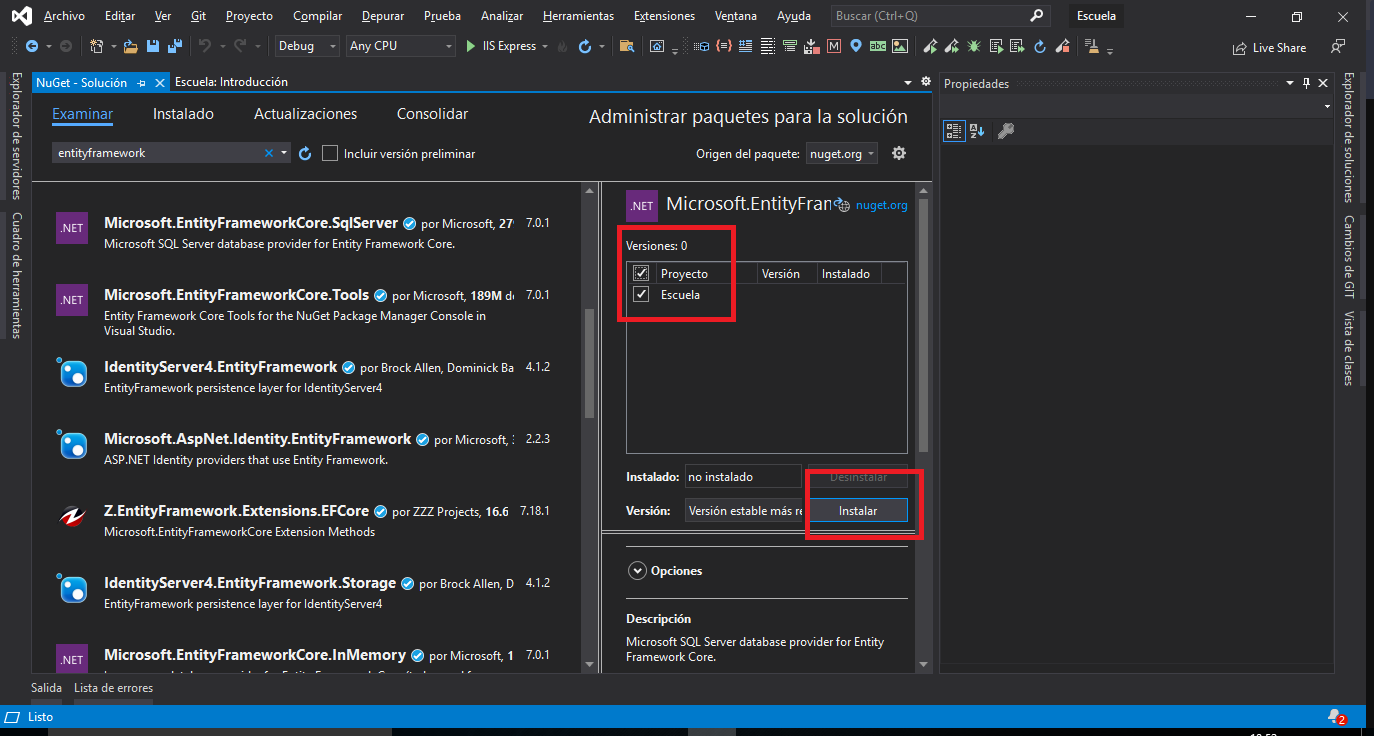 Archivo Editar Ver Git Proyecto Compilar Depurar Prueba Analizar Herramientas Extensiones Ventana Ayuda Buscar (Ctrl+Q) Escuela
Debug Any CPU IIS Express Live Share
NuGet - Solución Escuela: Introducción
Propiedades
Explorador de servidores
Cuadro de herramientas
Examinar Instalado Actualizaciones Consolidar
Administrar paquetes para la solución
entityframework Incluir versión preliminar
Origen del paquete: nuget.org
.NET Microsoft.EntityFrameworkCore.SqlServer por Microsoft, 27 7.0.1
Microsoft SQL Server database provider for Entity Framework Core.
.NET Microsoft.EntityFrameworkCore.Tools por Microsoft, 189M de 7.0.1
Entity Framework Core Tools for the NuGet Package Manager Console in
Visual Studio.
IdentityServer4.EntityFramework por Brock Allen, Dominick Ba 4.1.2
EntityFramework persistence layer for IdentityServer4
Microsoft.AspNet.Identity.EntityFramework por Microsoft, 2.2.3
ASP.NET Identity providers that use Entity Framework.
Z.EntityFramework.Extensions.EFCore por ZZZ Projects, 16.6 7.18.1
Microsoft.EntityFrameworkCore Extension Methods
IdentityServer4.EntityFramework.Storage por Brock Allen, D 4.1.2
EntityFramework persistence layer for IdentityServer4
.NET Microsoft.EntityFrameworkCore.InMemory por Microsoft, 1 7.0.1
.NET Microsoft.EntityFran nuget.org
Versiones: 0
Proyecto Versión Instalado
Escuela
Instalado: no instalado Desinstalar
Versión: Versión estable más re Instalar
Opciones
Descripción
Microsoft SQL Server database provider for Entity
Framework Core.
Explorador de soluciones
Cambios de GIT
Vista de clases
Salida Lista de errores
Listo 2